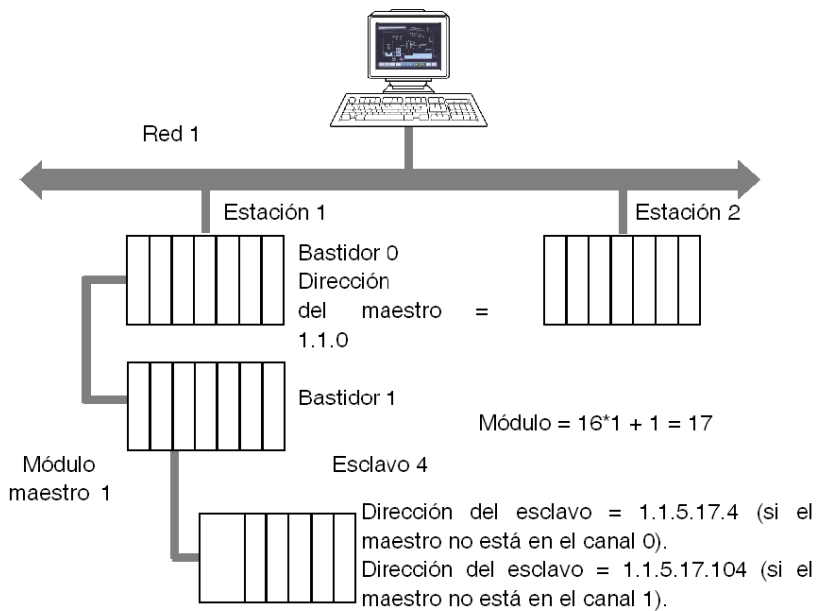 Red 1
Estación 1
Estación 2
Bastidor 0
Dirección
del maestro =
1.1.0
Bastidor 1
Módulo = 16*1 + 1 = 17
Módulo
maestro 1
Esclavo 4
Dirección del esclavo = 1.1.5.17.4 (si el
maestro no está en el canal 0).
Dirección del esclavo = 1.1.5.17.104 (si el
maestro no está en el canal 1).